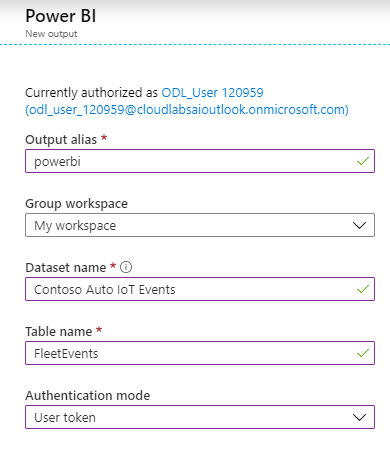 Power BI
New output
Currently authorized as ODL_User 120959
(odl_user_120959@cloudlabsaioutlook.onmicrosoft.com)
Output alias *
powerbi
Group workspace
My workspace
Dataset name *
Contoso Auto IoT Events
Table name *
FleetEvents
Authentication mode
User token